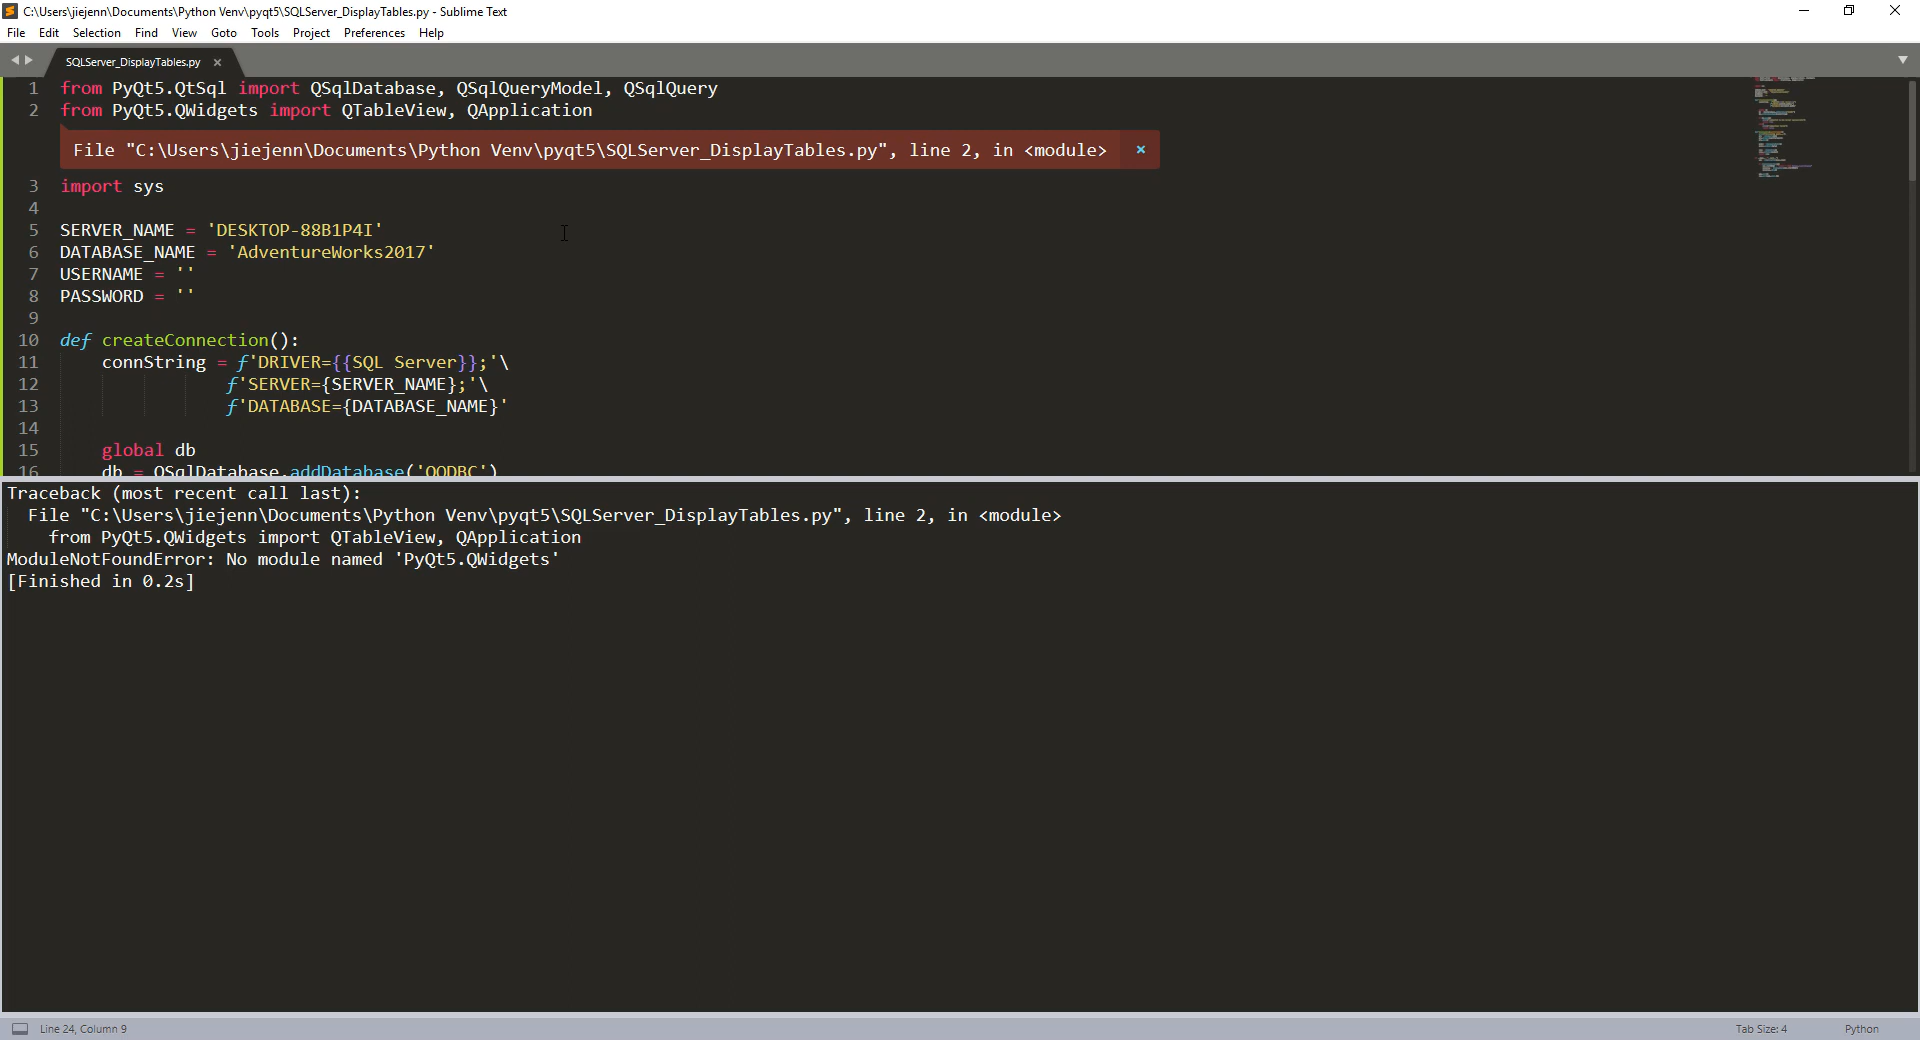 C:\Users\jiejenn\Documents\Python Venv\pyqt5\SQLServer_DisplayTables.py - Sublime Text
File Edit Selection Find View Goto Tools Project Preferences Help
SQLServer_DisplayTables.py ×
1 from PyQt5.QtSql import QSqlDatabase, QSqlQueryModel, QSqlQuery
2 from PyQt5.QWidgets import QTableView, QApplication
File "C:\Users\jiejenn\Documents\Python Venv\pyqt5\SQLServer_DisplayTables.py", line 2, in <module> ×
3 import sys
4
5 SERVER_NAME = 'DESKTOP-88B1P4I'
6 DATABASE_NAME = 'AdventureWorks2017'
7 USERNAME = ''
8 PASSWORD = ''
9
10 def createConnection():
11 connString = f'DRIVER={{SQL Server}};'\
12 f'SERVER={SERVER_NAME};'\
13 f'DATABASE={DATABASE_NAME}'
14
15 global db
16 db = QSqlDatabase.addDatabase('QODBC')
Traceback (most recent call last):
File "C:\Users\jiejenn\Documents\Python Venv\pyqt5\SQLServer_DisplayTables.py", line 2, in <module>
from PyQt5.QWidgets import QTableView, QApplication
ModuleNotFoundError: No module named 'PyQt5.QWidgets'
[Finished in 0.2s]
Line 24, Column 9
Tab Size: 4
Python